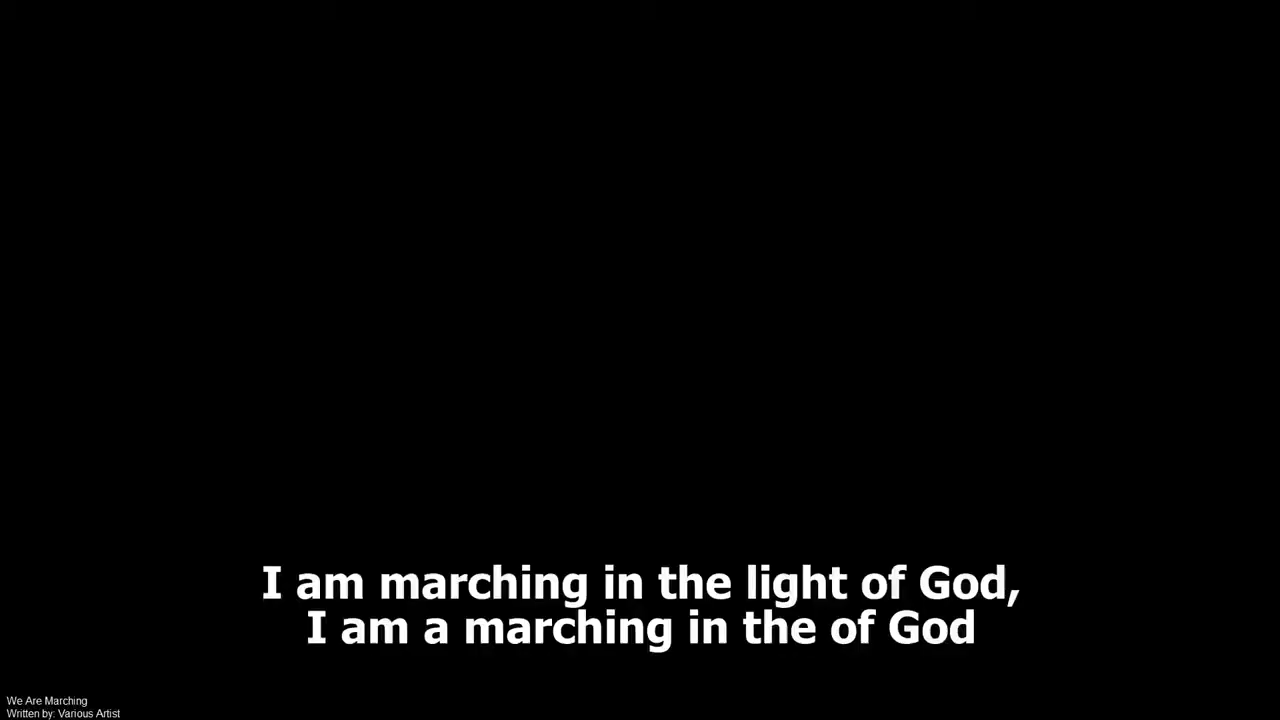 I am marching in the light of God,
I am a marching in the of God
We Are Marching
Written by: Various Artist